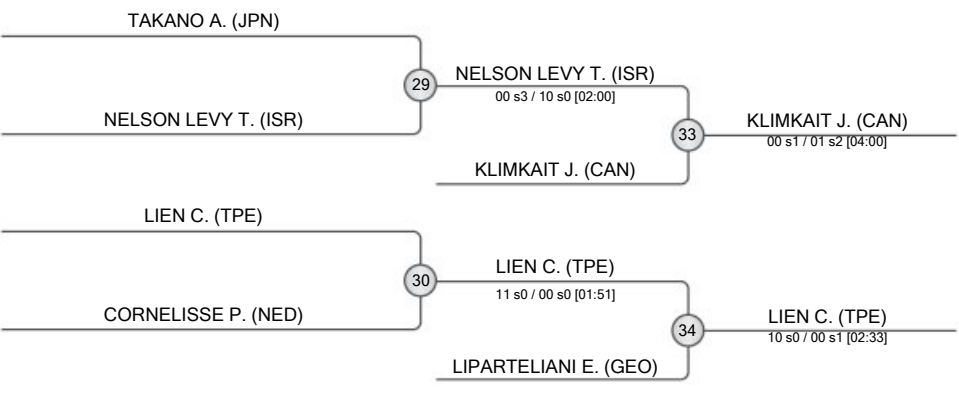 TAKANO A. (JPN)
29
NELSON LEVY T. (ISR)
00 s3 / 10 s0 [02:00]
NELSON LEVY T. (ISR)
33
KLIMKAIT J. (CAN)
00 s1 / 01 s2 [04:00]
KLIMKAIT J. (CAN)
LIEN C. (TPE)
30
LIEN C. (TPE)
11 s0 / 00 s0 [01:51]
CORNELISSE P. (NED)
34
LIEN C. (TPE)
10 s0 / 00 s1 [02:33]
LIPARTELIANI E. (GEO)